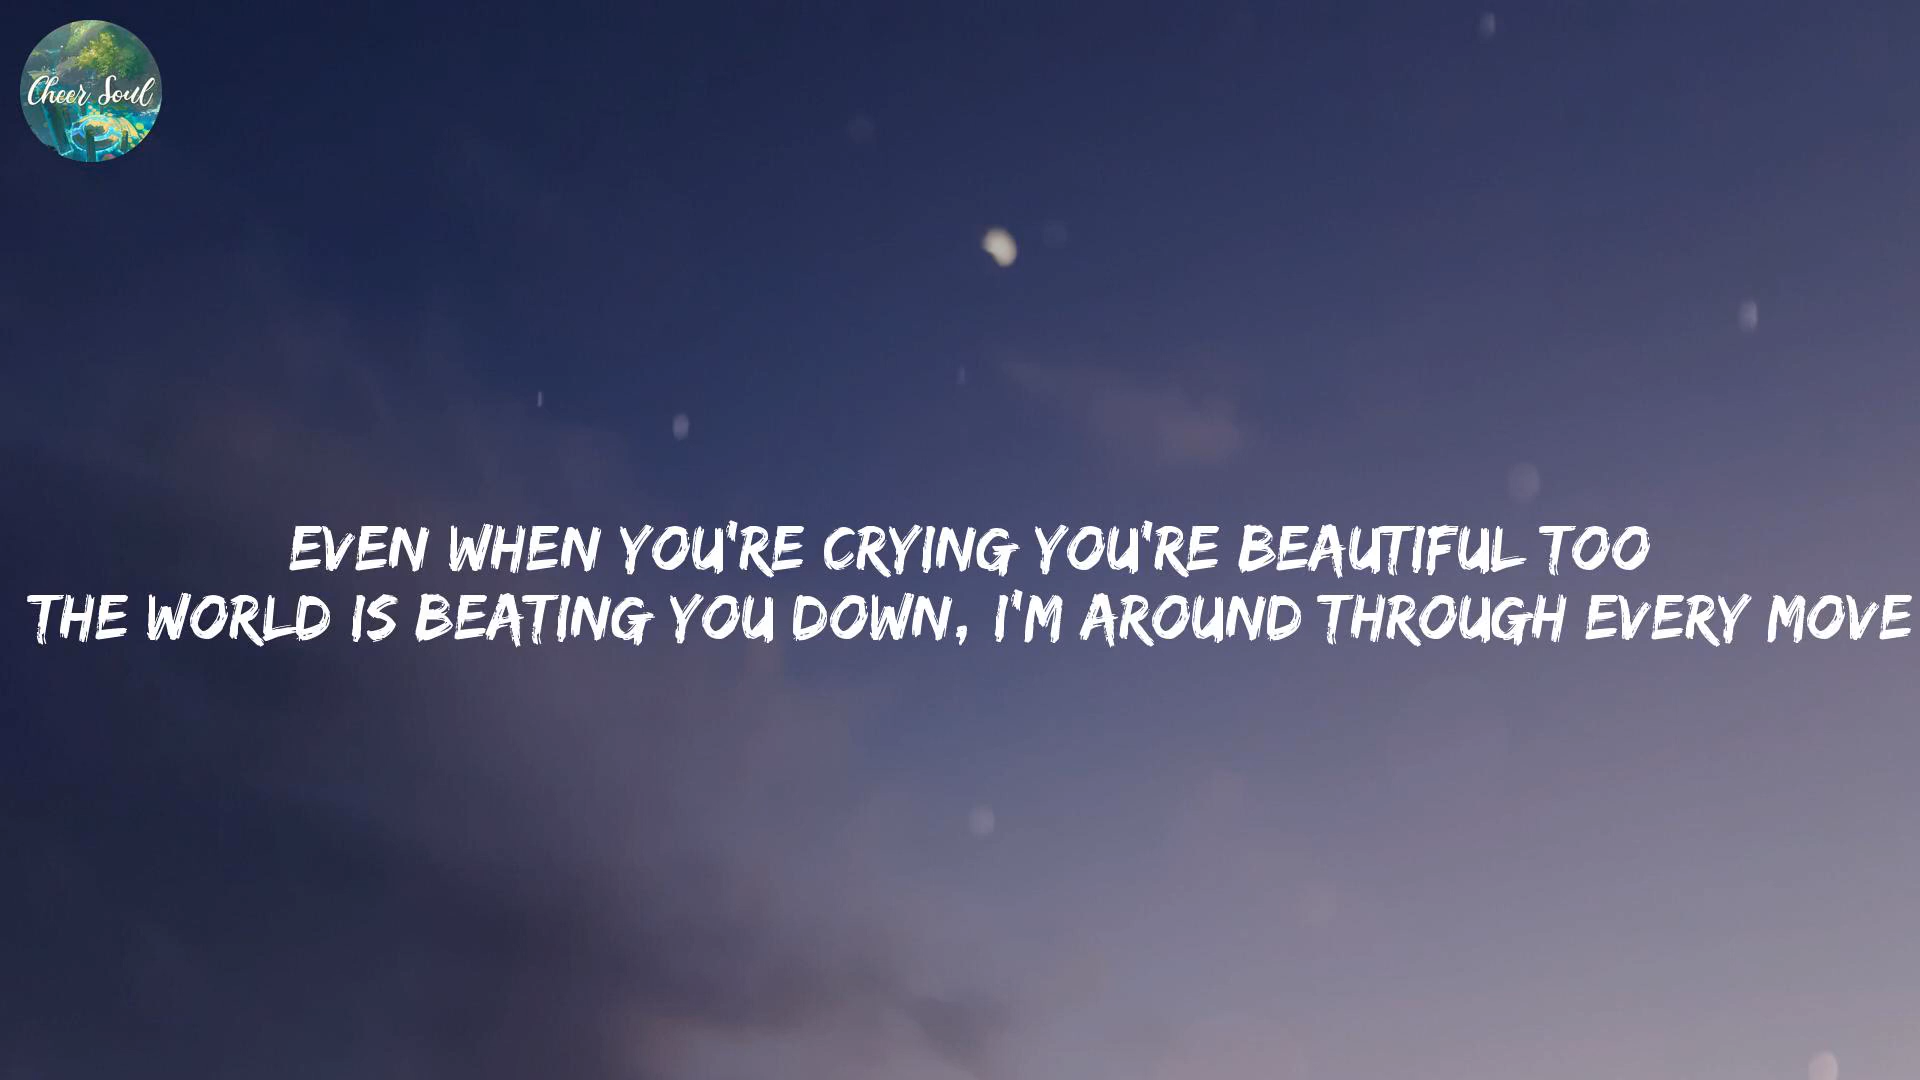 Cheer Soul
EVEN WHEN YOU'RE CRYING YOU'RE BEAUTIFUL TOO
THE WORLD IS BEATING YOU DOWN, I'M AROUND THROUGH EVERY MOVE